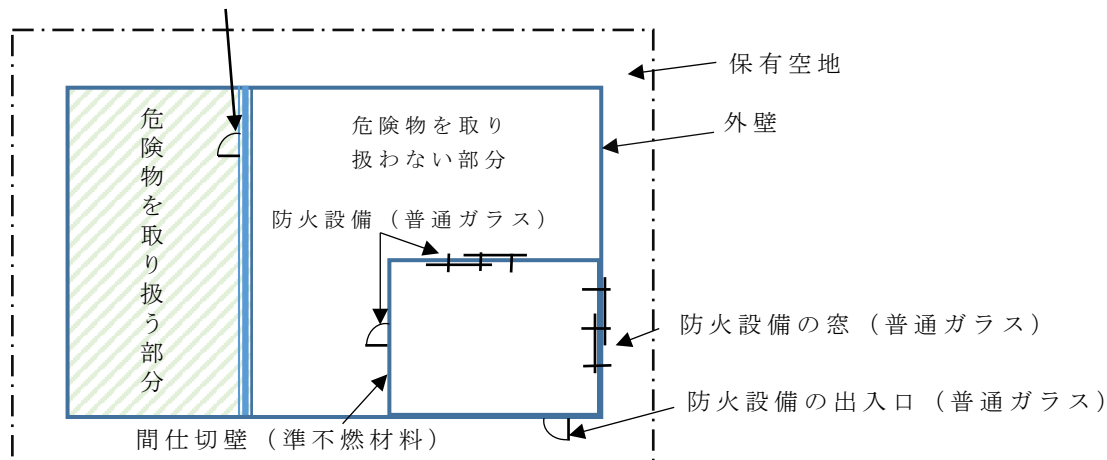 保有空地
外壁
危険物を取り扱う部分
危険物を取り
扱わない部分
防火設備（普通ガラス）
防火設備の窓（普通ガラス）
防火設備の出入口（普通ガラス）
間仕切壁（準不燃材料）